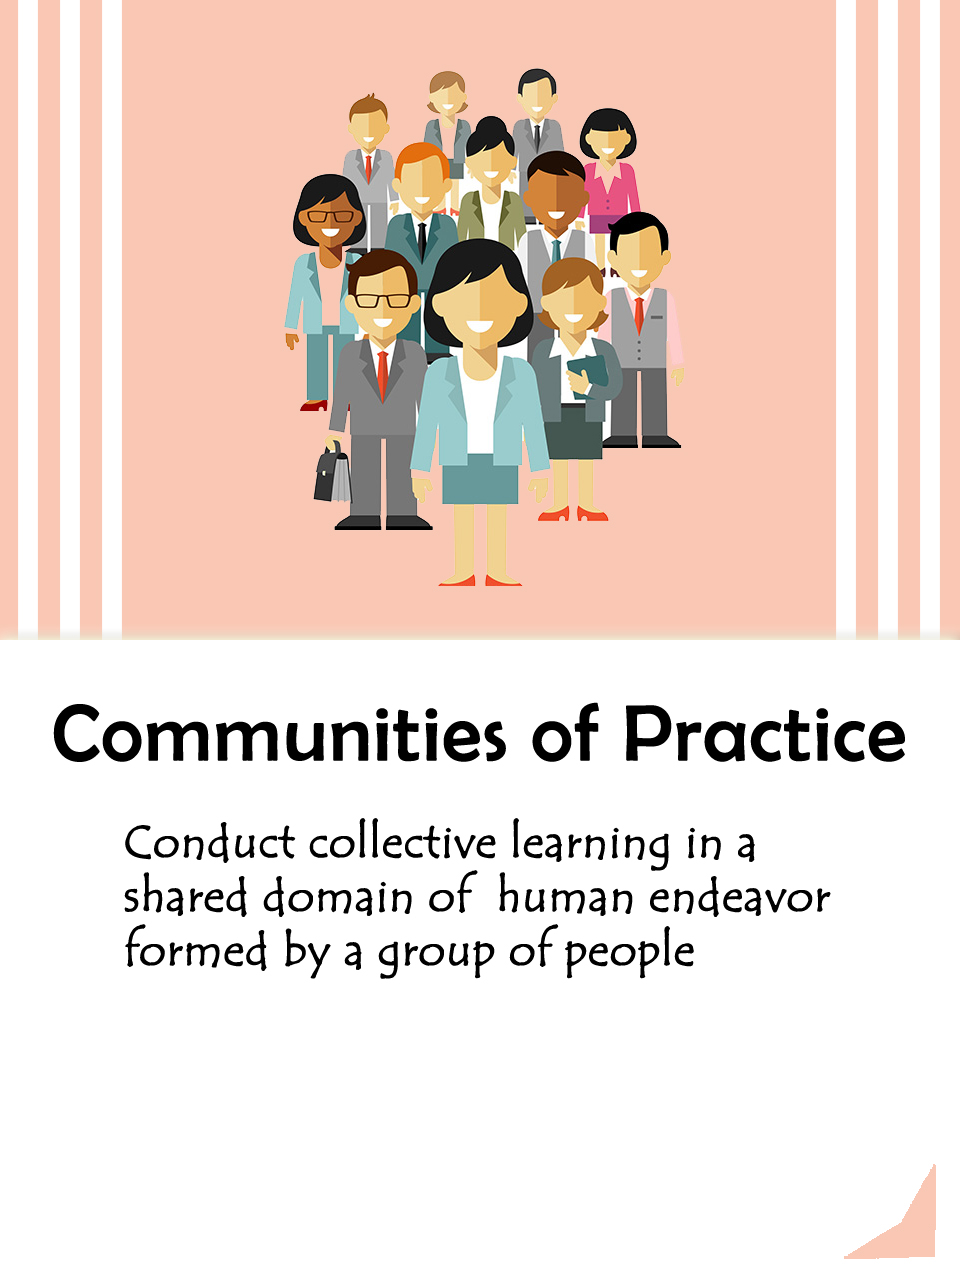 Communities of Practice
Conduct collective learning in a
shared domain of human endeavor
formed by a group of people